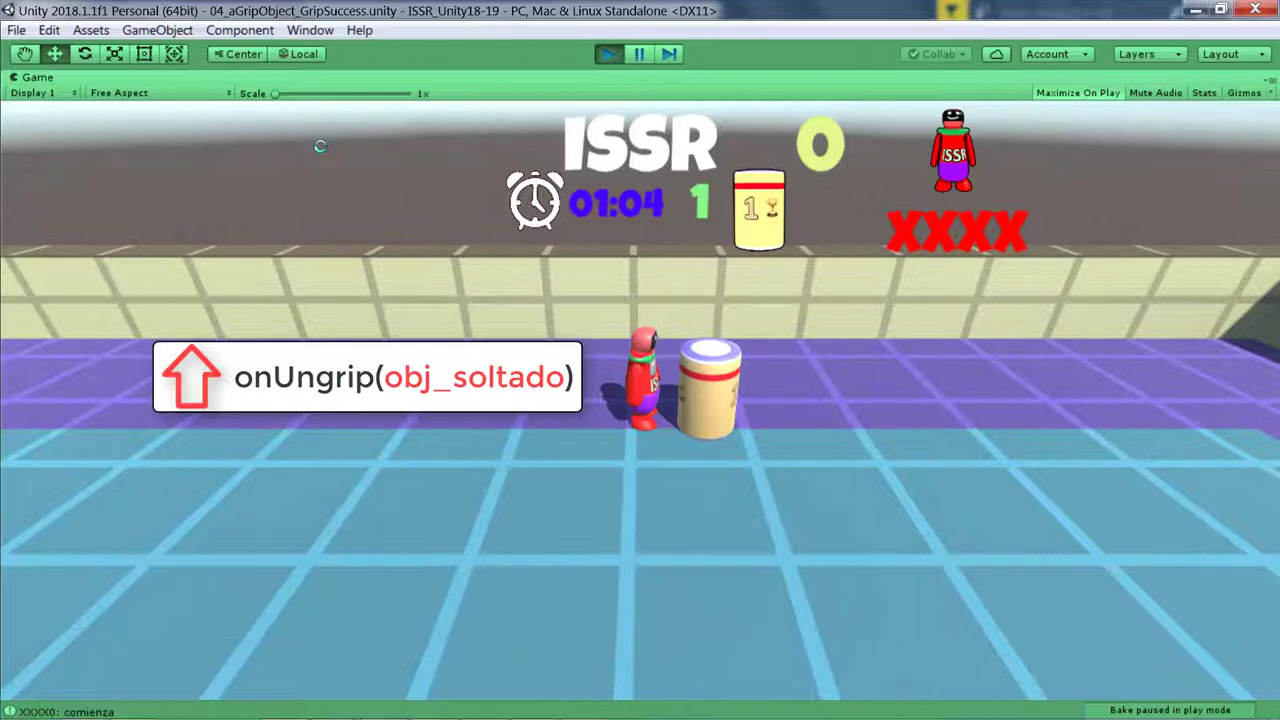 Unity 2018.1.1f1 Personal (64bit) - 04_aGripObject_GripSuccess.unity - ISSR_Unity18-19 - PC, Mac & Linux Standalone <DX11>
File Edit Assets GameObject Component Window Help
Center Local Collab Account Layers Layout
Game
Display 1 Free Aspect Scale 1x Maximize On Play Mute Audio Stats Gizmos
ISSR 0
ISSR
01:04 1
1
XXXX
onUngrip(obj_soltado)
XXXX0: comienza
Bake paused in play mode